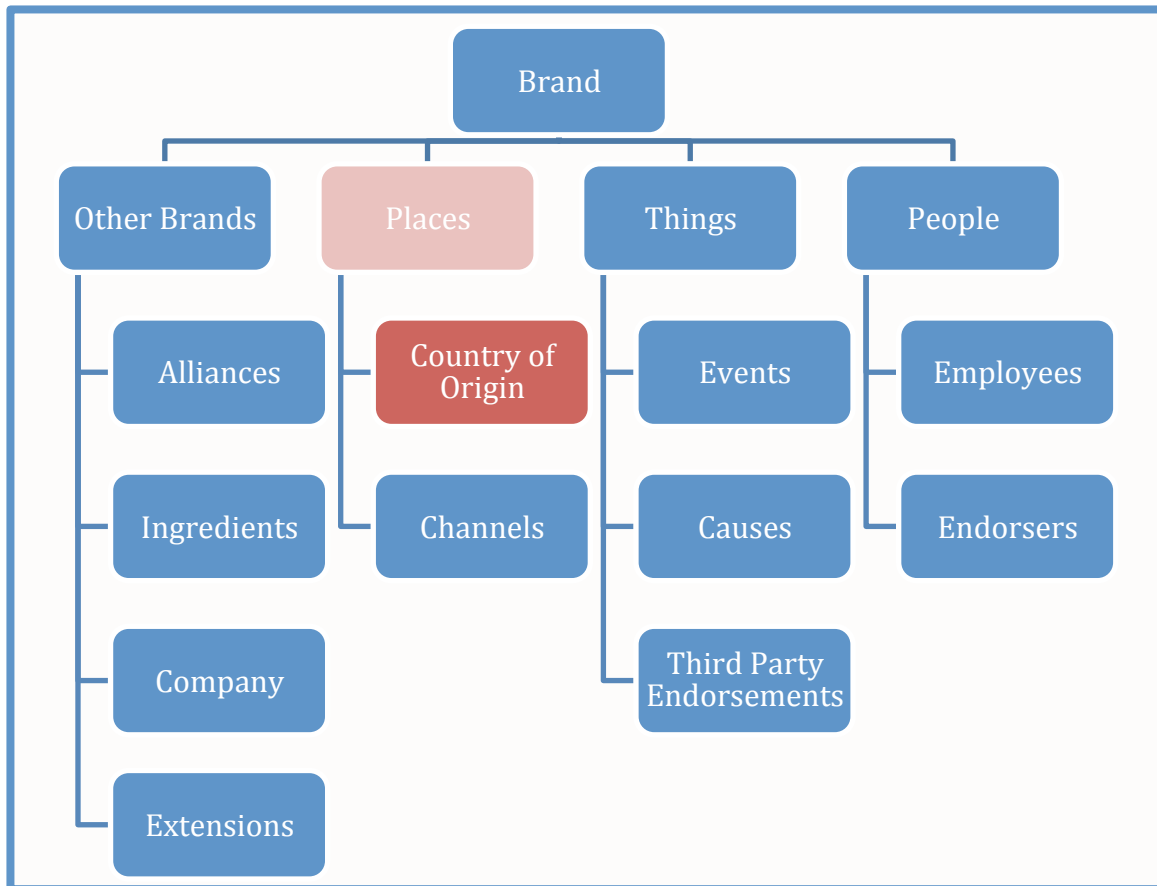 Brand
Other Brands
Places
Things
People
Alliances
Country of
Origin
Events
Employees
Ingredients
Channels
Causes
Endorsers
Company
Third Party
Endorsements
Extensions